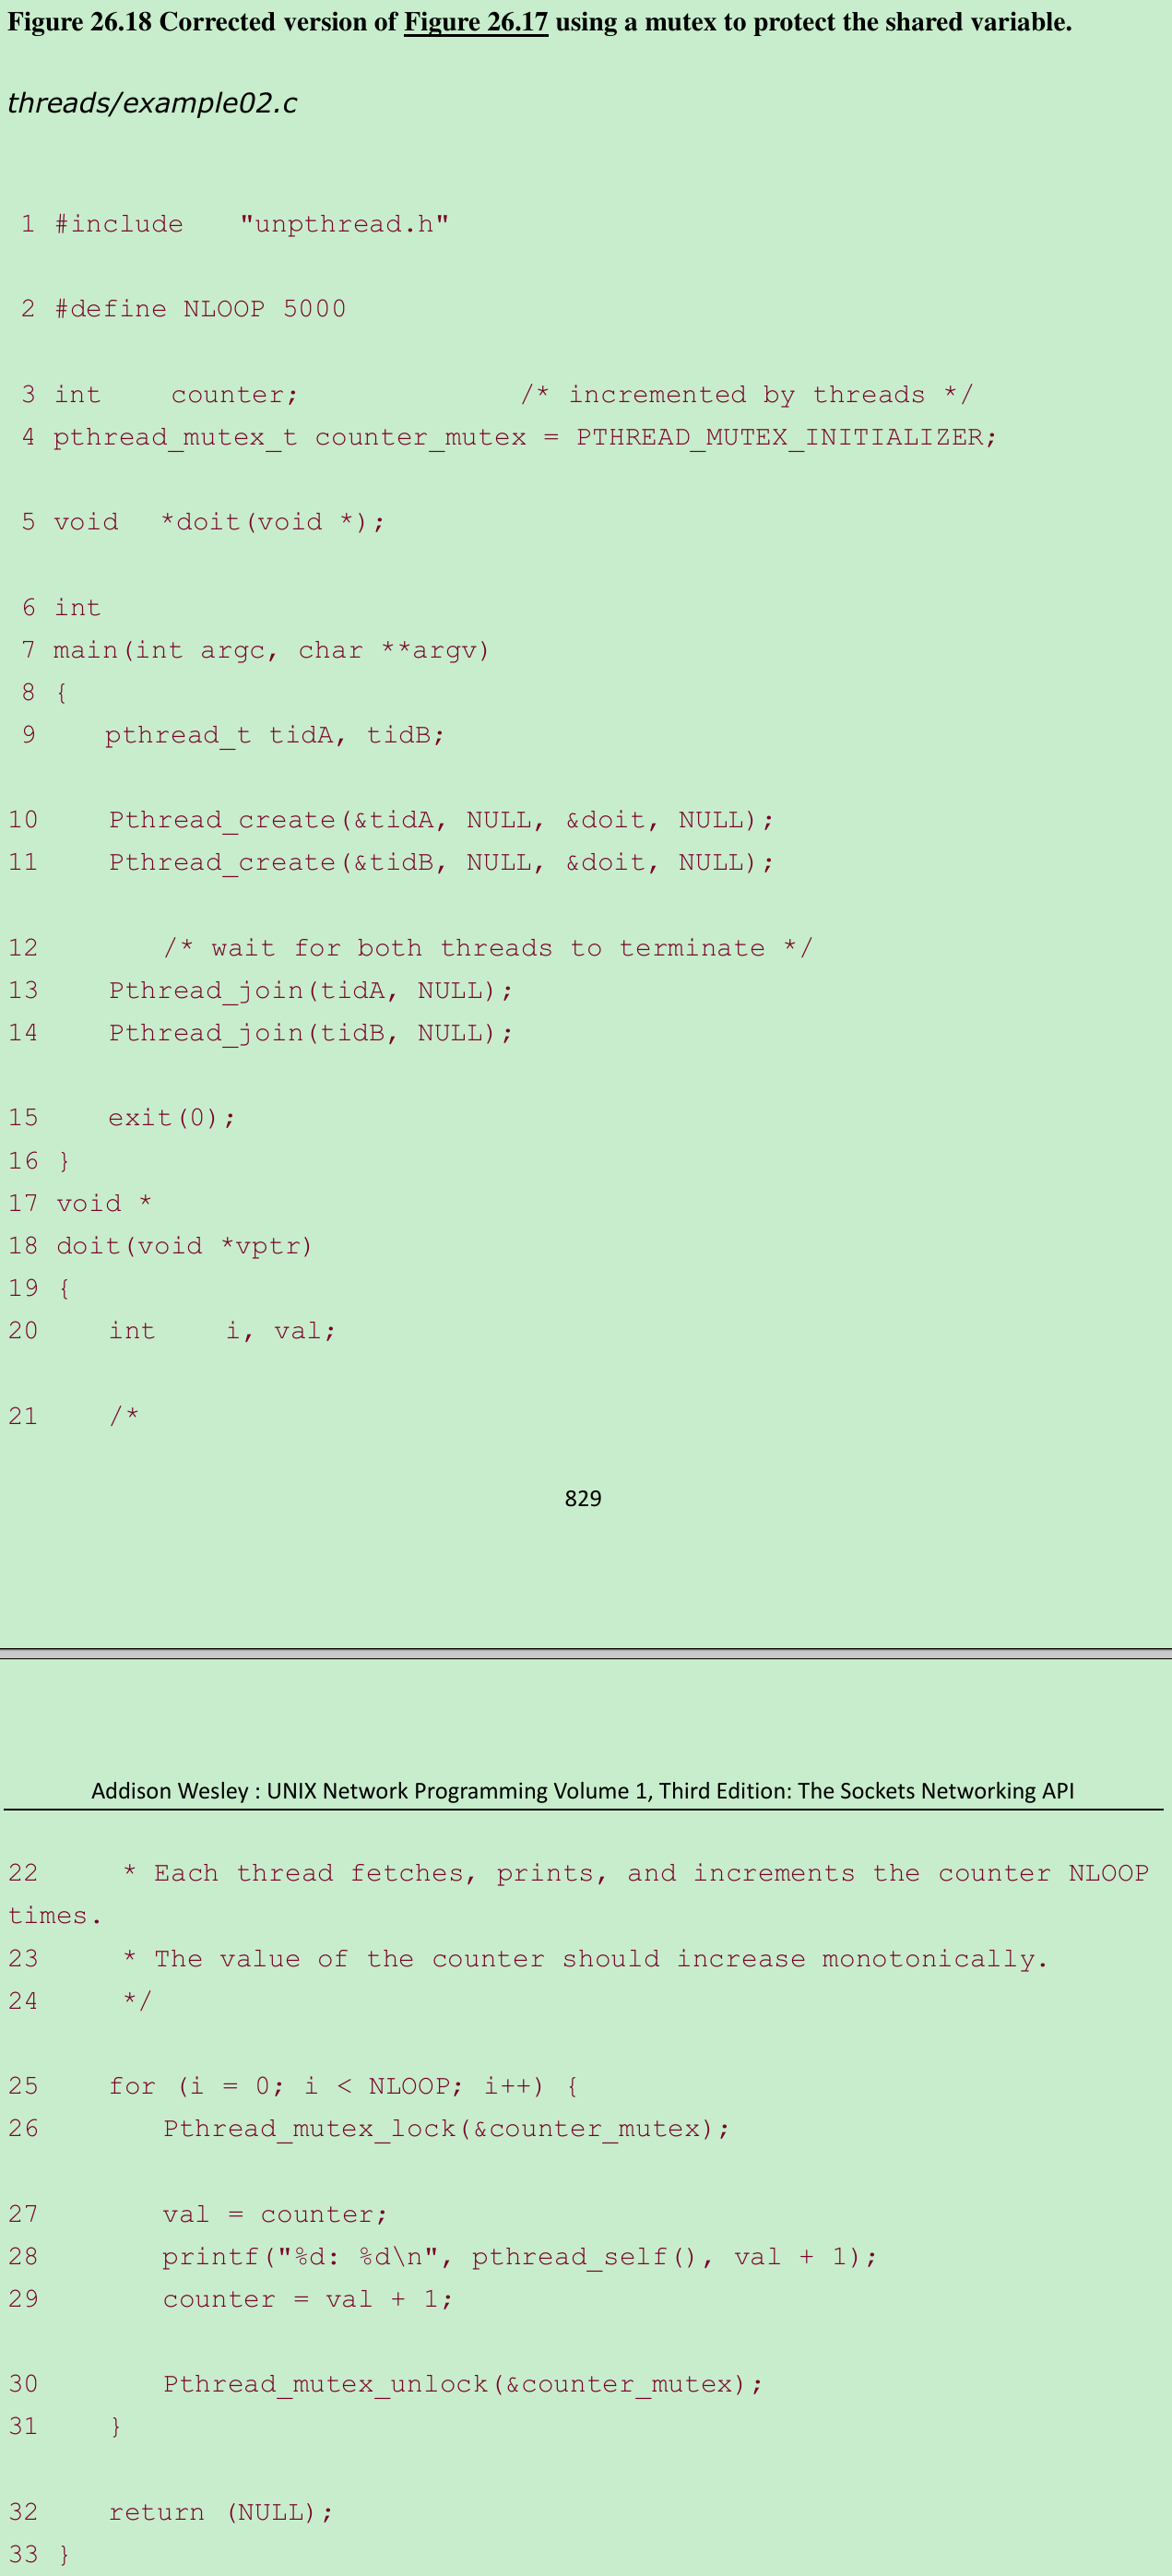 Figure 26.18 Corrected version of Figure 26.17 using a mutex to protect the shared variable.
threads/example02.c
1 #include "unpthread.h"
2 #define NLOOP 5000
3 int counter; /* incremented by threads */
4 pthread_mutex_t counter_mutex = PTHREAD_MUTEX_INITIALIZER;
5 void *doit(void *);
6 int
7 main(int argc, char **argv)
8 {
9 pthread_t tidA, tidB;
10 Pthread_create(&tidA, NULL, &doit, NULL);
11 Pthread_create(&tidB, NULL, &doit, NULL);
12 /* wait for both threads to terminate */
13 Pthread_join(tidA, NULL);
14 Pthread_join(tidB, NULL);
15 exit(0);
16 }
17 void *
18 doit(void *vptr)
19 {
20 int i, val;
21 /*
829
Addison Wesley : UNIX Network Programming Volume 1, Third Edition: The Sockets Networking API
22 * Each thread fetches, prints, and increments the counter NLOOP
times.
23 * The value of the counter should increase monotonically.
24 */
25 for (i = 0; i < NLOOP; i++) {
26 Pthread_mutex_lock(&counter_mutex);
27 val = counter;
28 printf("%d: %d\n", pthread_self(), val + 1);
29 counter = val + 1;
30 Pthread_mutex_unlock(&counter_mutex);
31 }
32 return (NULL);
33 }